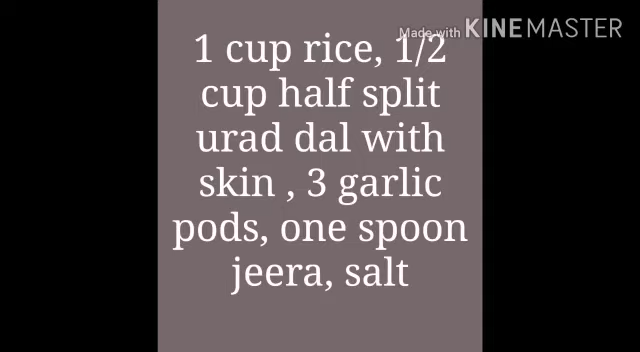 Made with KINEMASTER
1 cup rice, 1/2
cup half split
urad dal with
skin , 3 garlic
pods, one spoon
jeera, salt